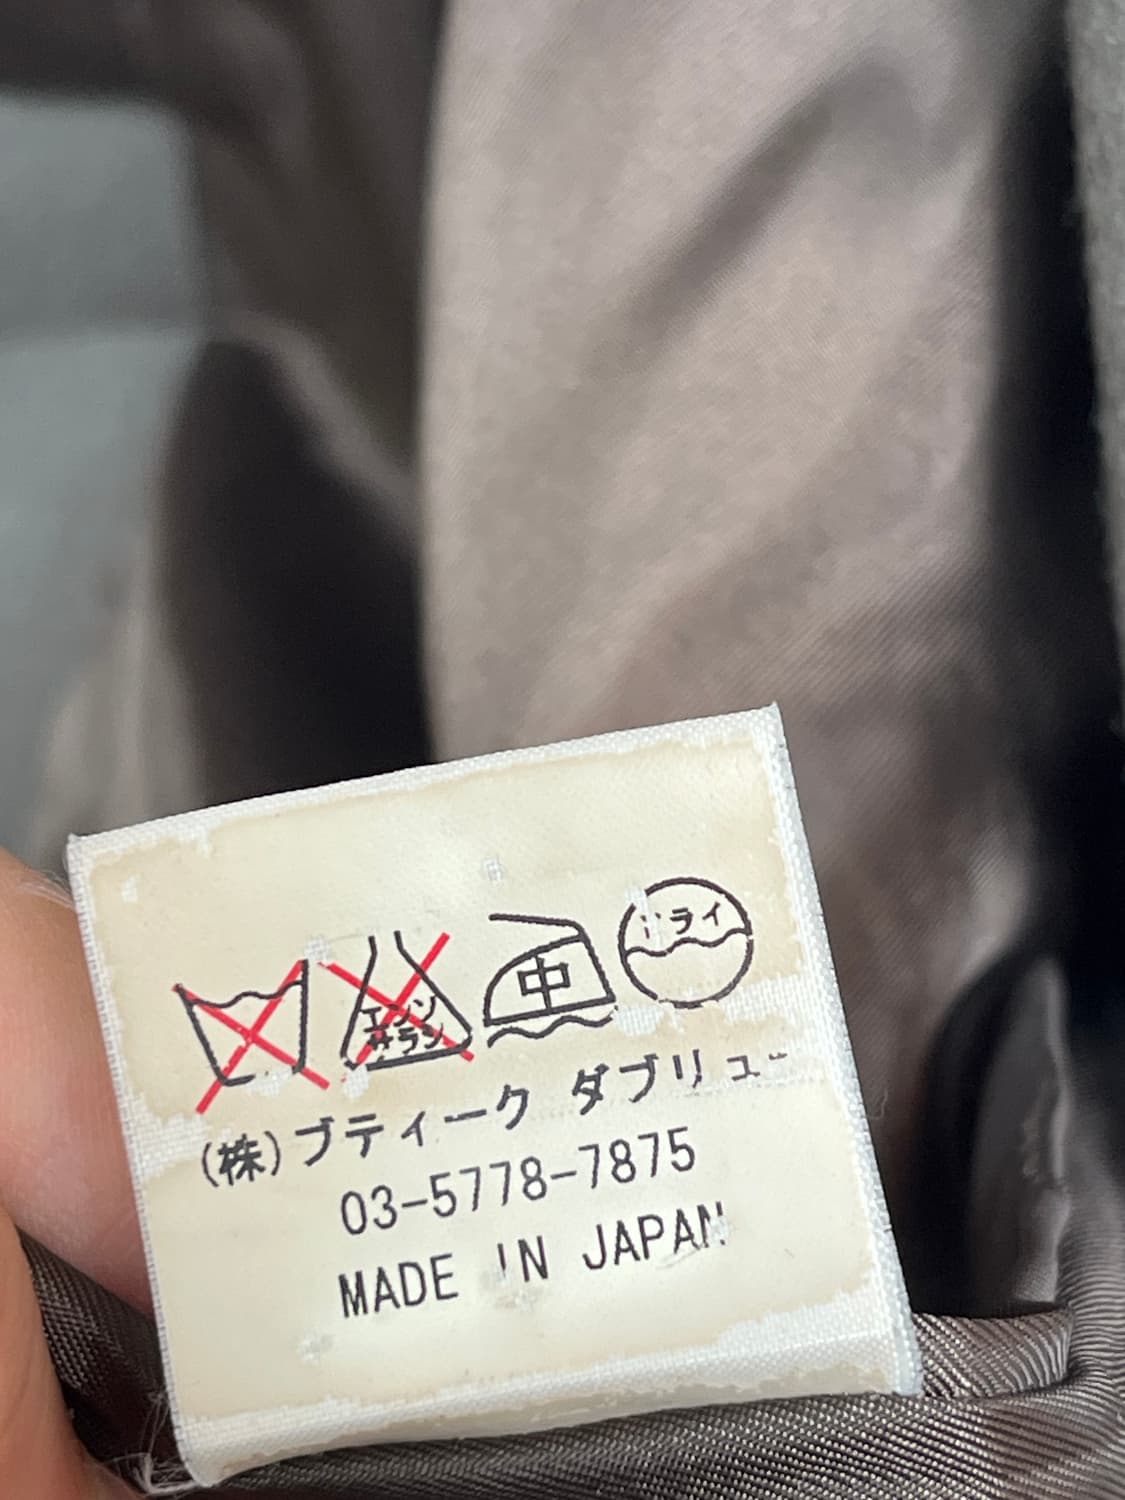 エンソ
サラシ
中
ドライ
(株)ブティーク ダブリュー
03-5778-7875
MADE IN JAPAN